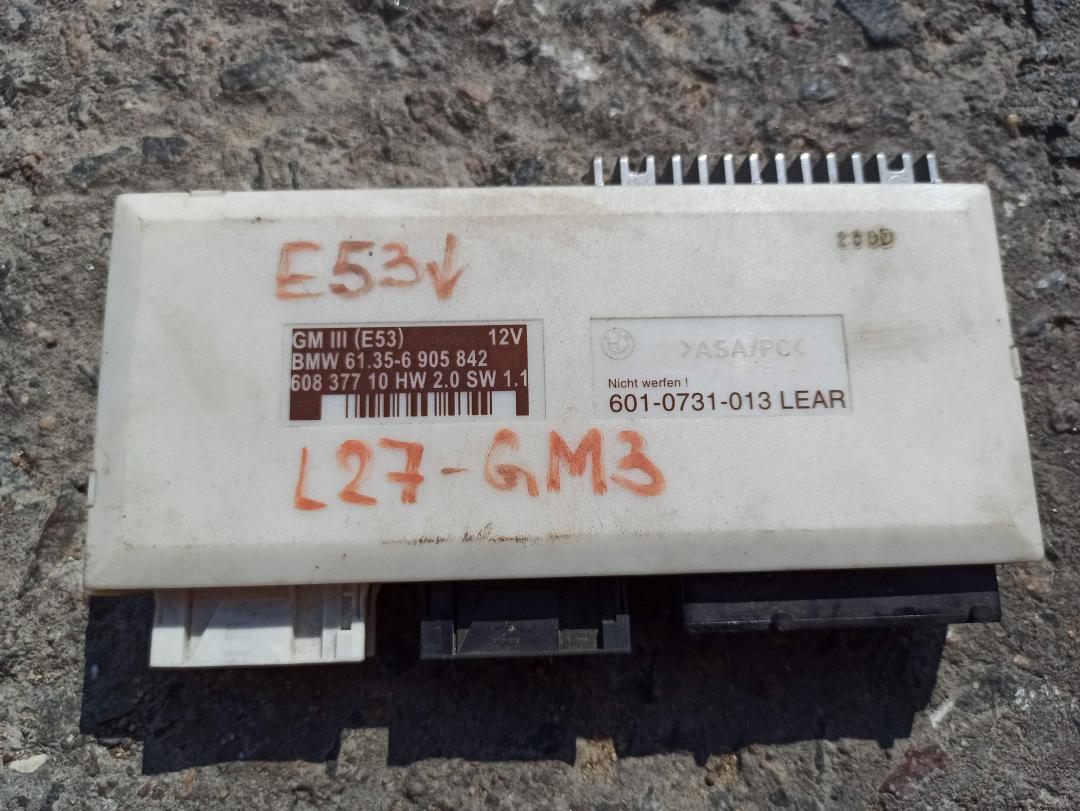 E53↓
GM III (E53) 12V
BMW 61.35-6 905 842
608 377 10 HW 2.0 SW 1.1
>ASA/PC<
Nicht werfen !
601-0731-013 LEAR
L27-GM3